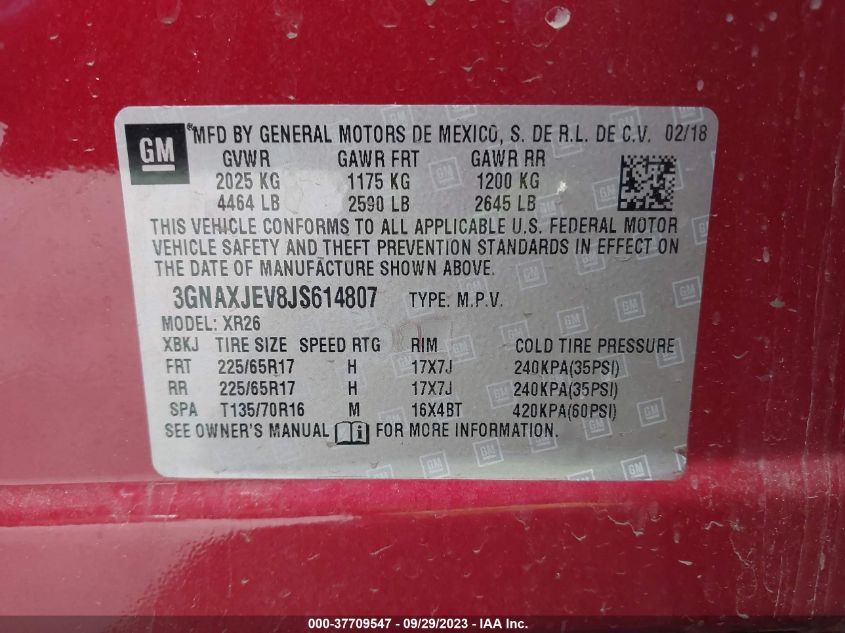 GM ®MFD BY GENERAL MOTORS DE MEXICO, S. DE R.L. DE C.V. 02/18
GVWR GAWR FRT GAWR RR
2025 KG 1175 KG 1200 KG
4464 LB 2590 LB 2645 LB
THIS VEHICLE CONFORMS TO ALL APPLICABLE U.S. FEDERAL MOTOR
VEHICLE SAFETY AND THEFT PREVENTION STANDARDS IN EFFECT ON
THE DATE OF MANUFACTURE SHOWN ABOVE.
3GNAXJEV8JS614807 TYPE: M.P.V.
MODEL: XR26
XBKJ TIRE SIZE SPEED RTG RIM COLD TIRE PRESSURE
FRT 225/65R17 H 17X7J 240KPA(35PSI)
RR 225/65R17 H 17X7J 240KPA(35PSI)
SPA T135/70R16 M 16X4BT 420KPA(60PSI)
SEE OWNER'S MANUAL i FOR MORE INFORMATION.
000-37709547 - 09/29/2023 - IAA Inc.